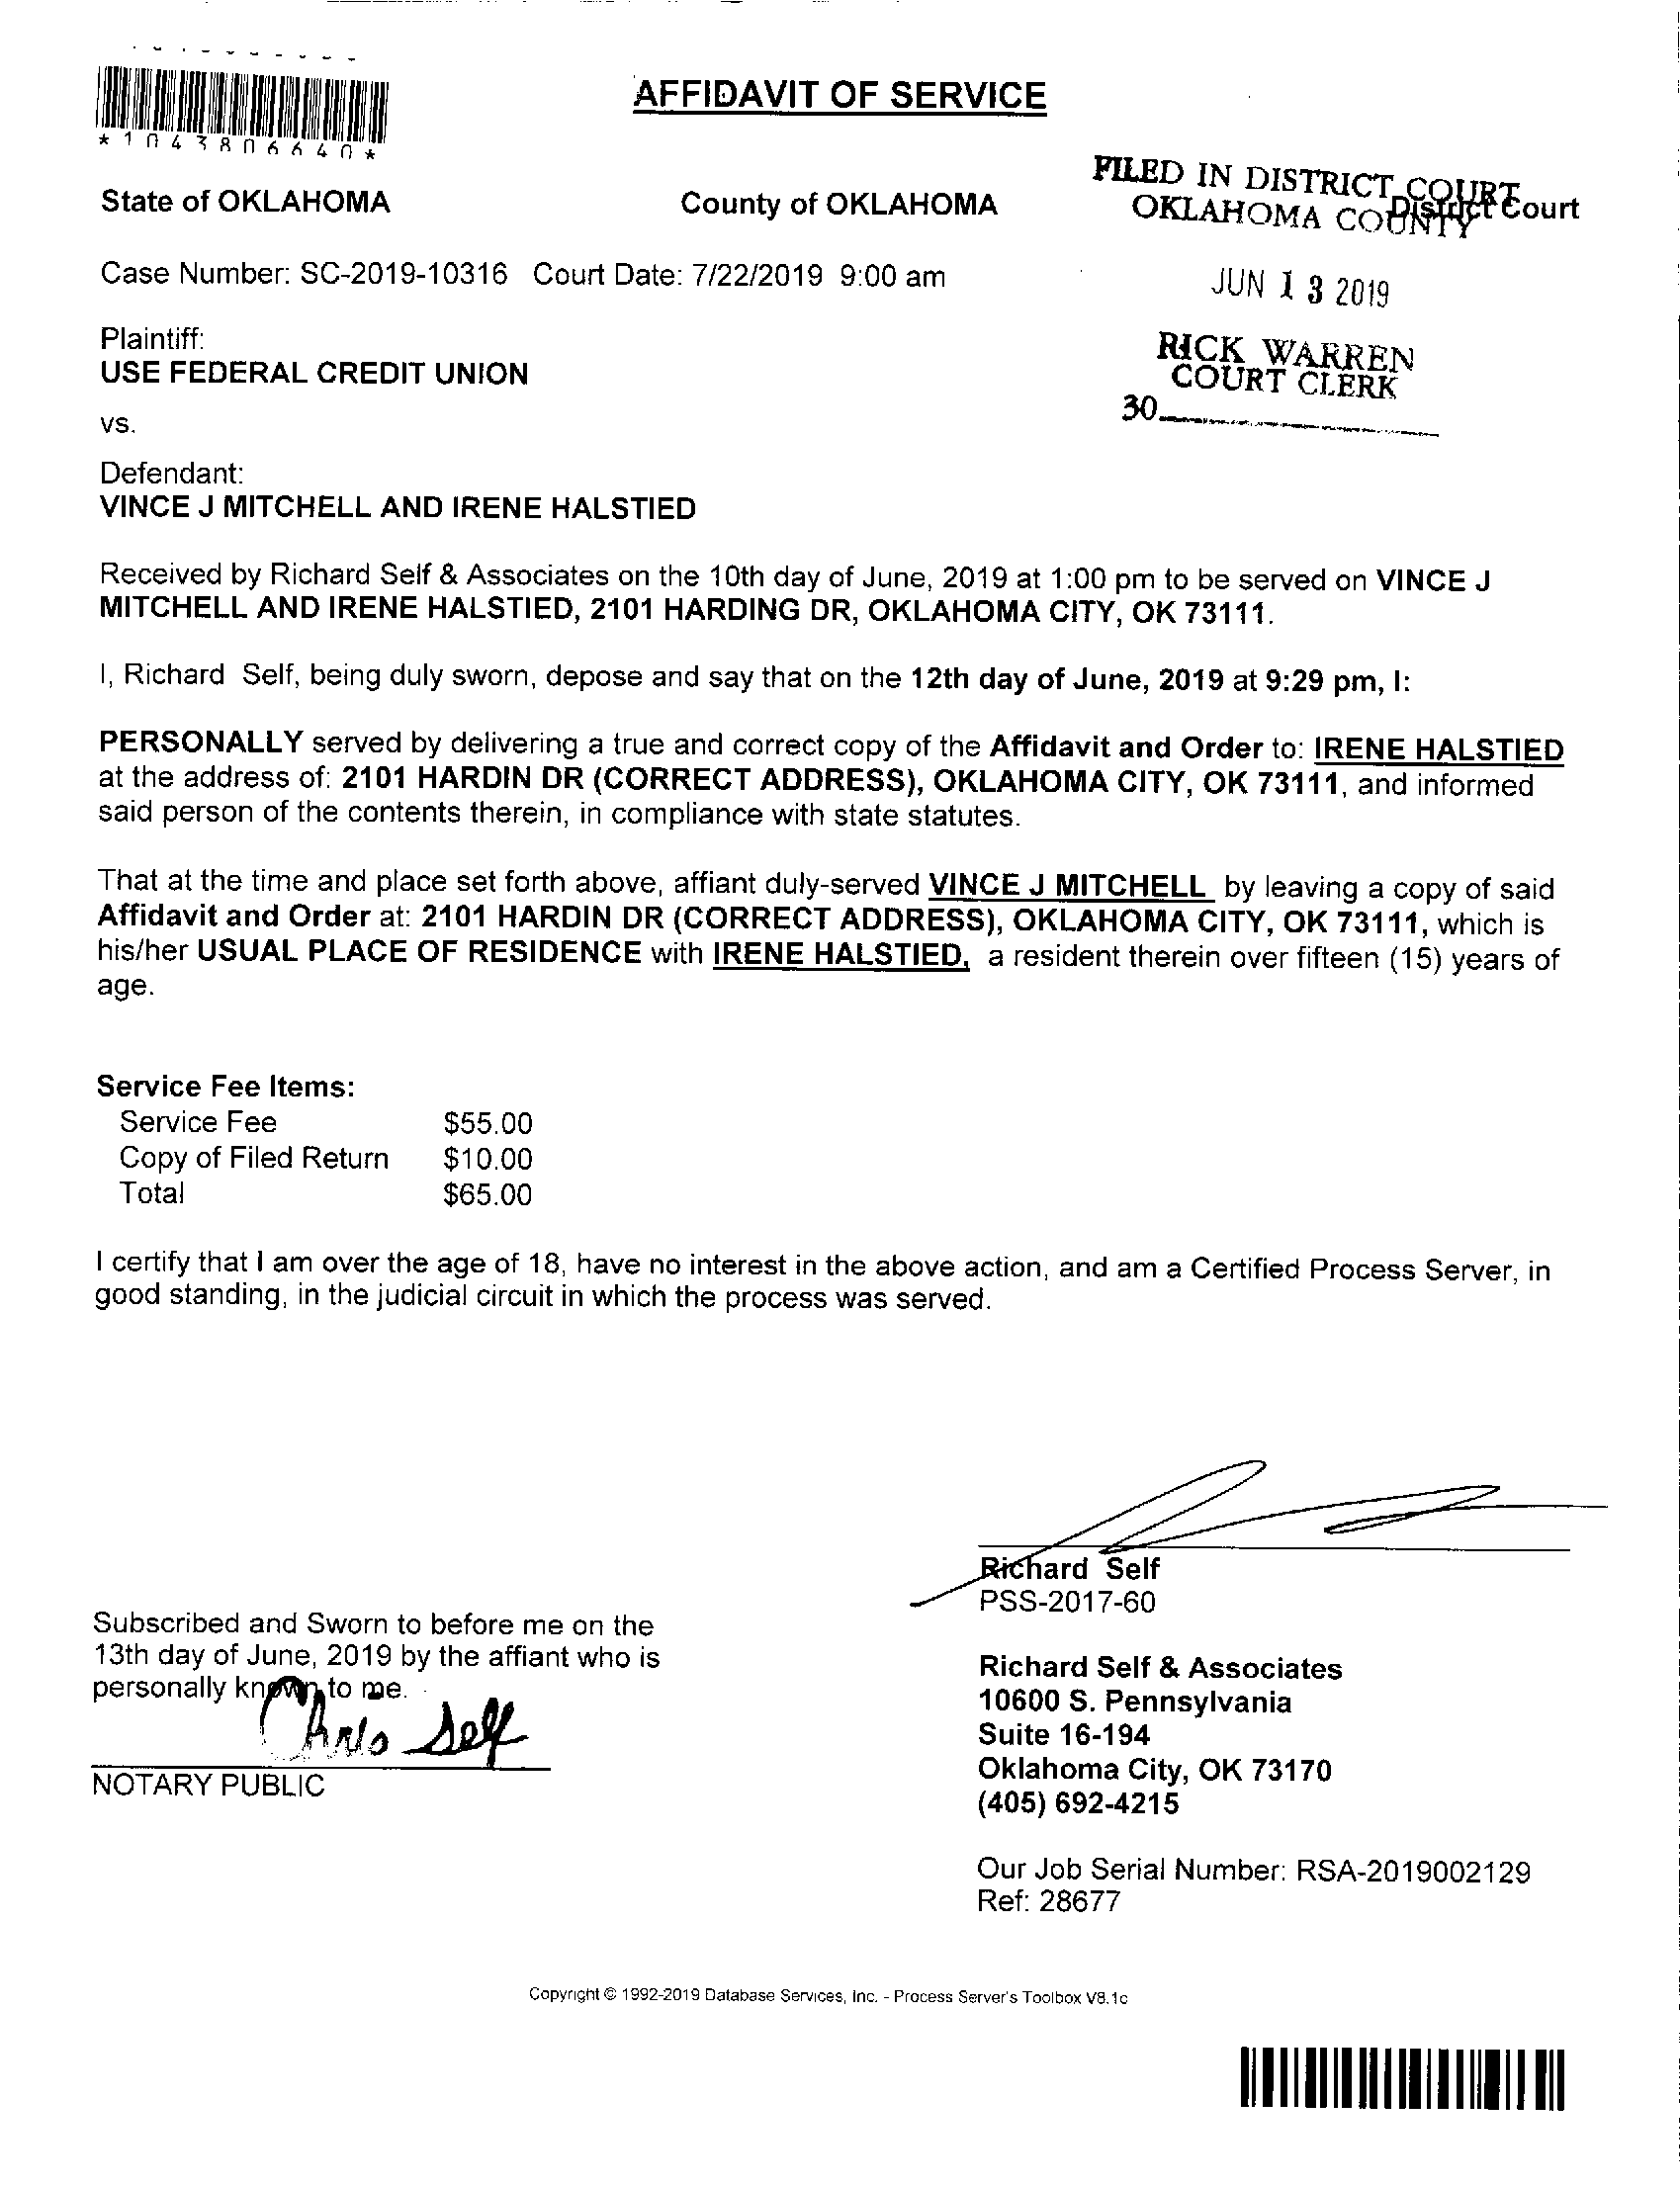 AFFIDAVIT OF SERVICE
*1043806640*
FILED IN DISTRICT COURT
OKLAHOMA COUNTY
State of OKLAHOMA County of OKLAHOMA District Court
Case Number: SC-2019-10316 Court Date: 7/22/2019 9:00 am
JUN 13 2019
Plaintiff:
USE FEDERAL CREDIT UNION
RICK WARREN
COURT CLERK
30
vs.
Defendant:
VINCE J MITCHELL AND IRENE HALSTIED
Received by Richard Self & Associates on the 10th day of June, 2019 at 1:00 pm to be served on VINCE J
MITCHELL AND IRENE HALSTIED, 2101 HARDING DR, OKLAHOMA CITY, OK 73111.
I, Richard Self, being duly sworn, depose and say that on the 12th day of June, 2019 at 9:29 pm, I:
PERSONALLY served by delivering a true and correct copy of the Affidavit and Order to: IRENE HALSTIED
at the address of: 2101 HARDIN DR (CORRECT ADDRESS), OKLAHOMA CITY, OK 73111, and informed
said person of the contents therein, in compliance with state statutes.
That at the time and place set forth above, affiant duly-served VINCE J MITCHELL by leaving a copy of said
Affidavit and Order at: 2101 HARDIN DR (CORRECT ADDRESS), OKLAHOMA CITY, OK 73111, which is
his/her USUAL PLACE OF RESIDENCE with IRENE HALSTIED, a resident therein over fifteen (15) years of
age.
Service Fee Items:
Service Fee $55.00
Copy of Filed Return $10.00
Total $65.00
I certify that I am over the age of 18, have no interest in the above action, and am a Certified Process Server, in
good standing, in the judicial circuit in which the process was served.
Richard Self
PSS-2017-60
Subscribed and Sworn to before me on the
13th day of June, 2019 by the affiant who is
personally known to me.
Chris Self
NOTARY PUBLIC
Richard Self & Associates
10600 S. Pennsylvania
Suite 16-194
Oklahoma City, OK 73170
(405) 692-4215
Our Job Serial Number: RSA-2019002129
Ref: 28677
Copyright © 1992-2019 Database Services, Inc. - Process Server's Toolbox V8.1c